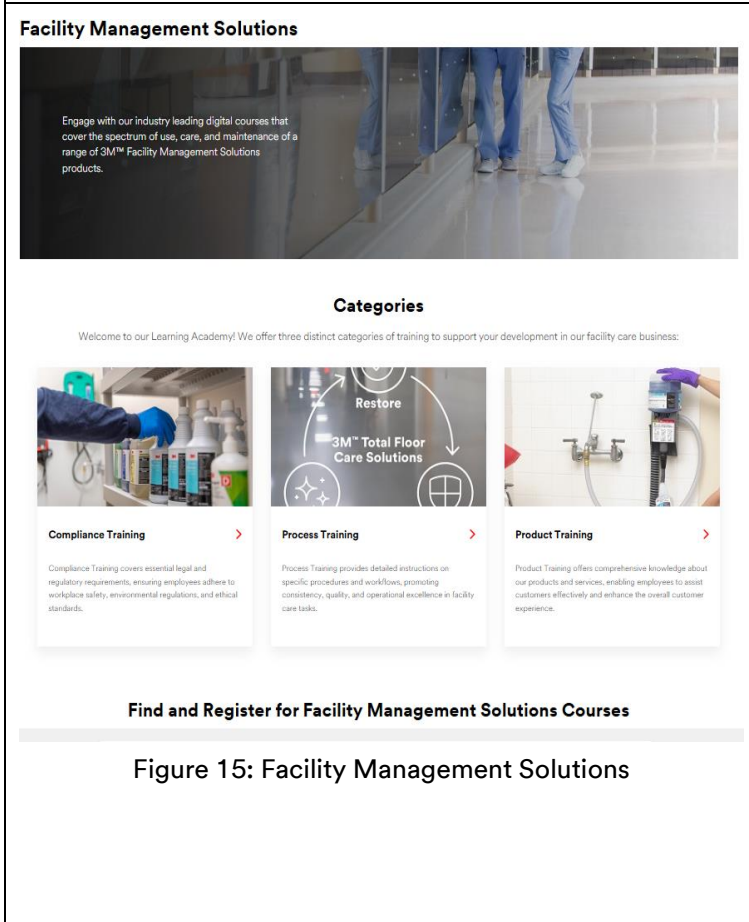 Facility Management Solutions
Engage with our industry leading digital courses that
cover the spectrum of use, care, and maintenance of a
range of 3M™ Facility Management Solutions
products.
Categories
Welcome to our Learning Academy! We offer three distinct categories of training to support your development in our facility care business:
Restore
3M™ Total Floor
Care Solutions
Compliance Training
Compliance Training covers essential legal and
regulatory requirements, ensuring employees adhere to
workplace safety, environmental regulations, and ethical
standards.
Process Training
Process Training provides detailed instructions on
specific procedures and workflows, promoting
consistency, quality, and operational excellence in facility
care tasks.
Product Training
Product Training offers comprehensive knowledge about
our products and services, enabling employees to assist
customers effectively and enhance the overall customer
experience.
Find and Register for Facility Management Solutions Courses
Figure 15: Facility Management Solutions